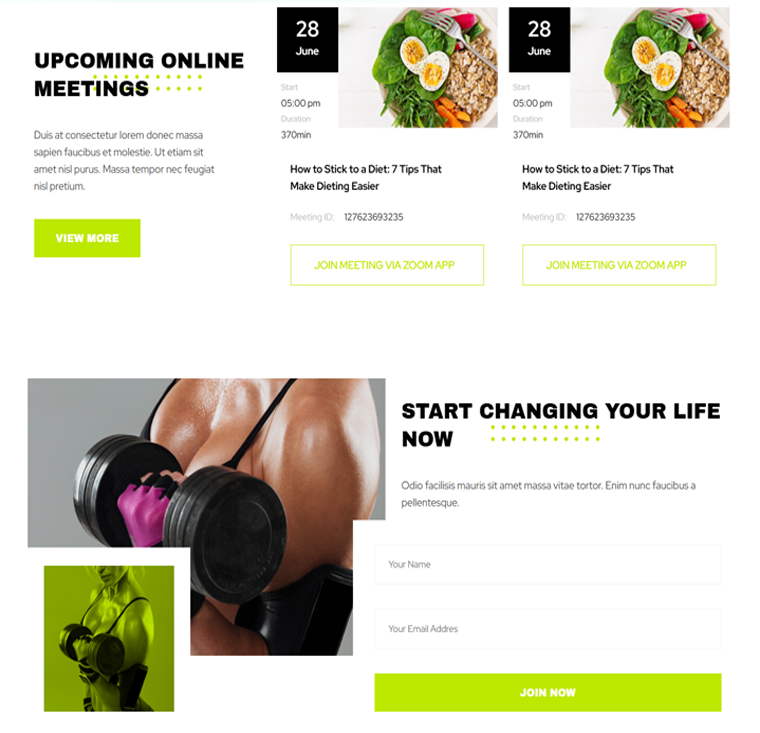 UPCOMING ONLINE
MEETINGS
Duis at consectetur lorem donec massa
sapien faucibus et molestie. Ut etiam sit
amet nisl purus. Massa tempor nec feugiat
nisl pretium.
VIEW MORE
28
June
Start
05:00 pm
Duration
370min
How to Stick to a Diet: 7 Tips That
Make Dieting Easier
Meeting ID: 127623693235
JOIN MEETING VIA ZOOM APP
28
June
Start
05:00 pm
Duration
370min
How to Stick to a Diet: 7 Tips That
Make Dieting Easier
Meeting ID: 127623693235
JOIN MEETING VIA ZOOM APP
START CHANGING YOUR LIFE
NOW
Odio facilisis mauris sit amet massa vitae tortor. Enim nunc faucibus a
pellentesque.
Your Name
Your Email Addres
JOIN NOW